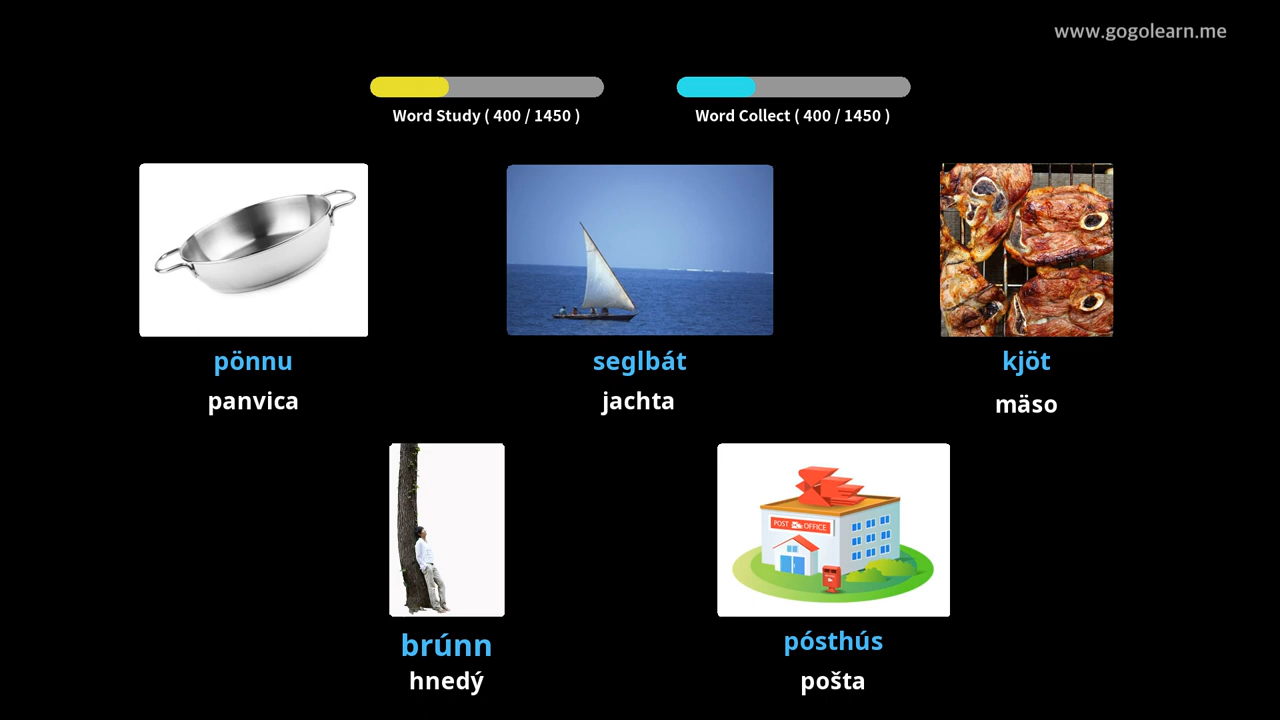 www.gogolearn.me
Word Study ( 400 / 1450 )
Word Collect ( 400 / 1450 )
pönnu
panvica
seglbát
jachta
kjöt
mäso
POST OFFICE
brúnn
hnedý
pósthús
pošta